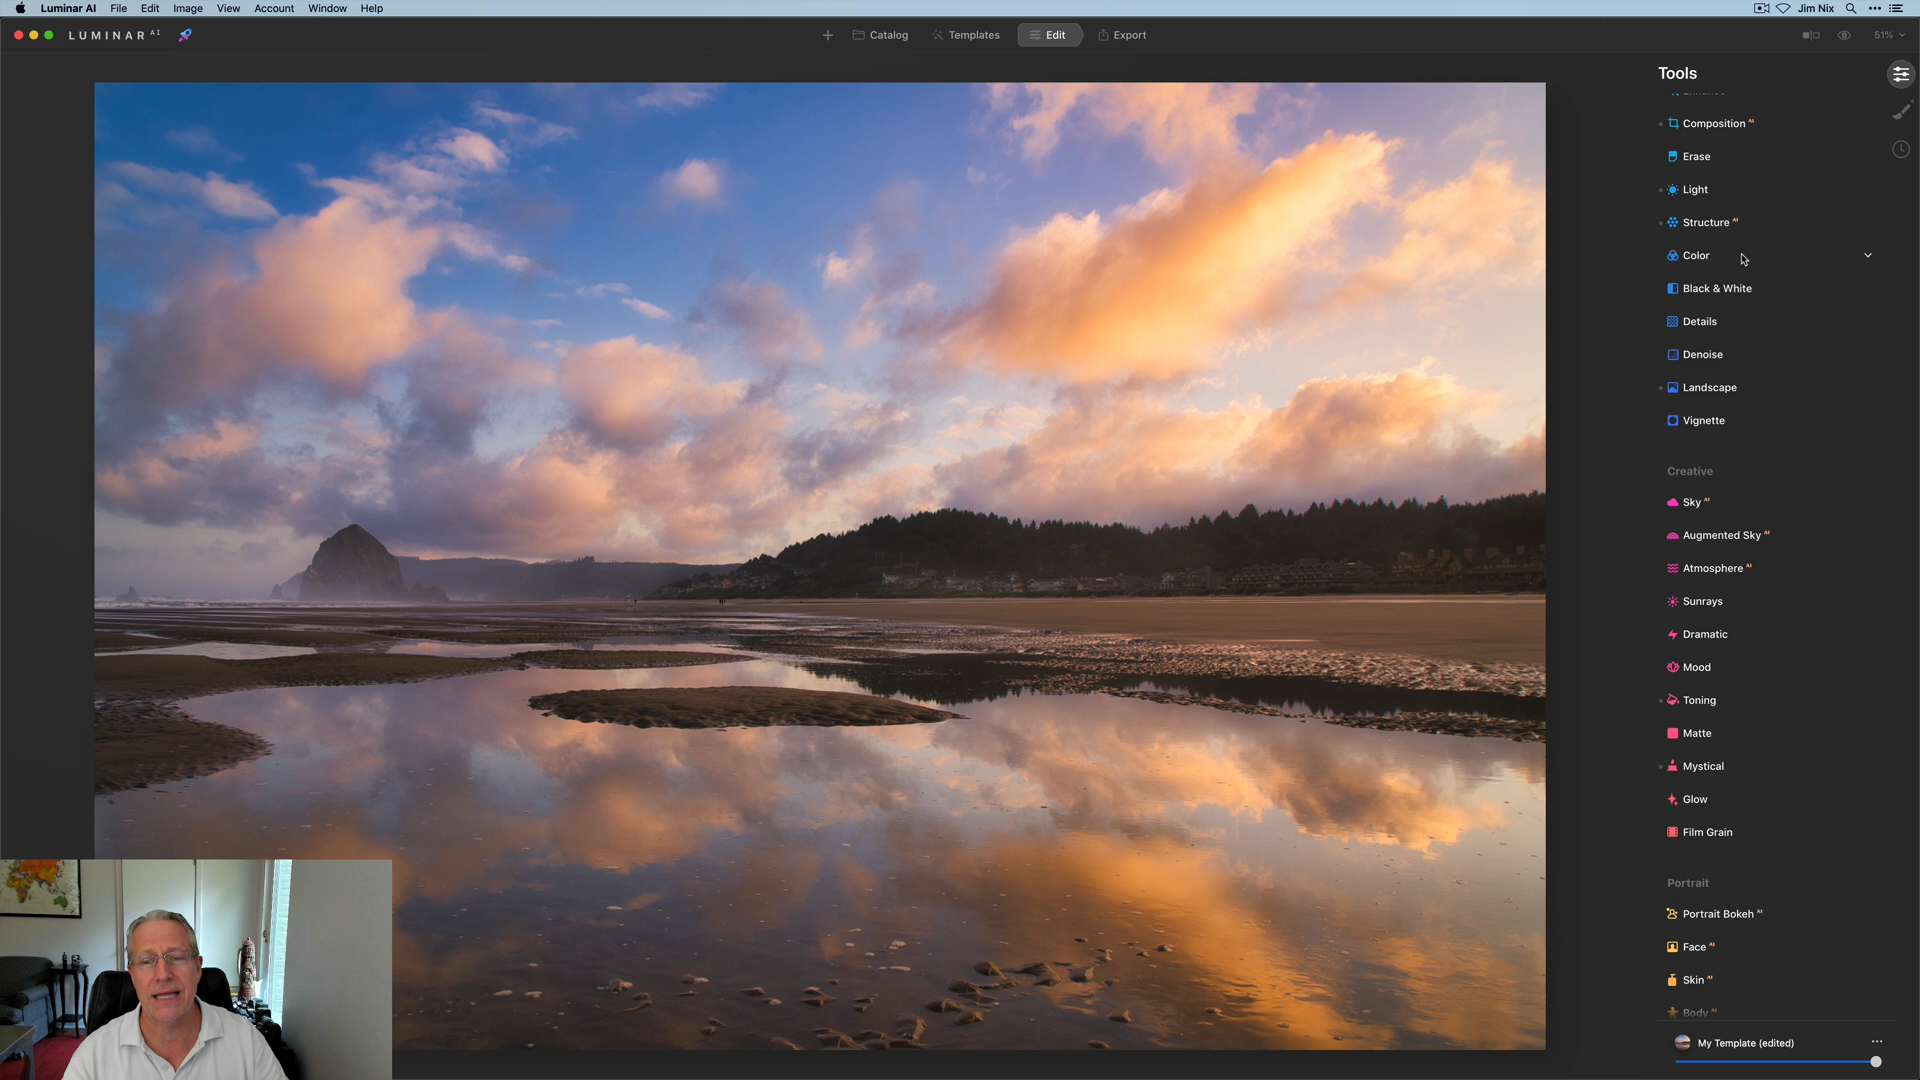 Luminar AI File Edit Image View Account Window Help Jim Nix
LUMINAR AI + Catalog Templates Edit Export 51%
Tools
Composition AI
Erase
Light
Structure AI
Color
Black & White
Details
Denoise
Landscape
Vignette
Creative
Sky AI
Augmented Sky AI
Atmosphere AI
Sunrays
Dramatic
Mood
Toning
Matte
Mystical
Glow
Film Grain
Portrait
Portrait Bokeh AI
Face AI
Skin AI
Body AI
My Template (edited)